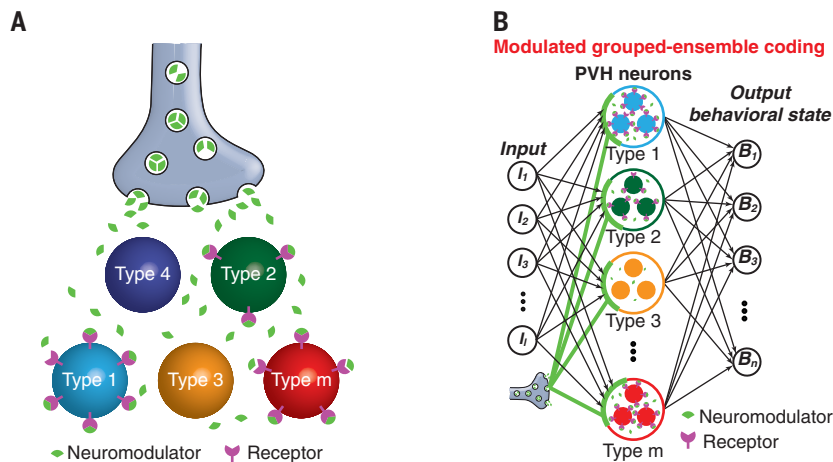 A
Type 4
Type 2
Type 1
Type 3
Type m
Neuromodulator
Receptor
B
Modulated grouped-ensemble coding
PVH neurons
Output
behavioral state
Input
Type 1
I1
B1
Type 2
I2
B2
I3
B3
Type 3
Ii
Bn
Type m
Neuromodulator
Receptor